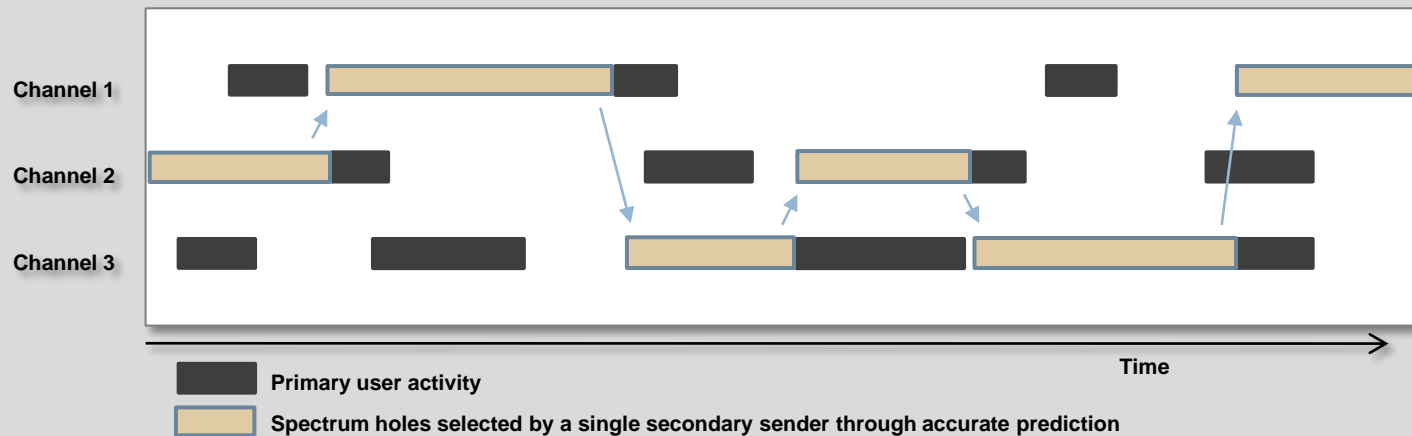 Channel 1
Channel 2
Channel 3
Time
Primary user activity
Spectrum holes selected by a single secondary sender through accurate prediction